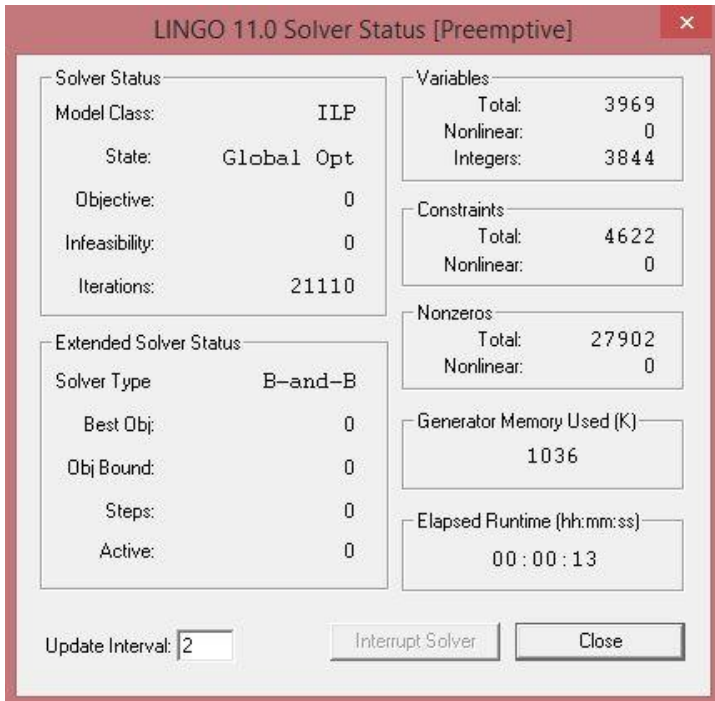 LINGO 11.0 Solver Status [Preemptive]
×
Solver Status
Model Class: ILP
State: Global Opt
Objective: 0
Infeasibility: 0
Iterations: 21110
Extended Solver Status
Solver Type B-and-B
Best Obj: 0
Obj Bound: 0
Steps: 0
Active: 0
Variables
Total: 3969
Nonlinear: 0
Integers: 3844
Constraints
Total: 4622
Nonlinear: 0
Nonzeros
Total: 27902
Nonlinear: 0
Generator Memory Used (K)
1036
Elapsed Runtime (hh:mm:ss)
00:00:13
Update Interval: 2
Interrupt Solver
Close